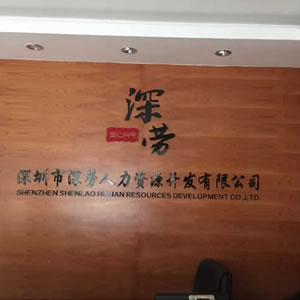 深
劳
深圳市深劳人力资源开发有限公司
SHENZHEN SHENLAO HUMAN RESOURCES DEVELOPMENT CO.,LTD.